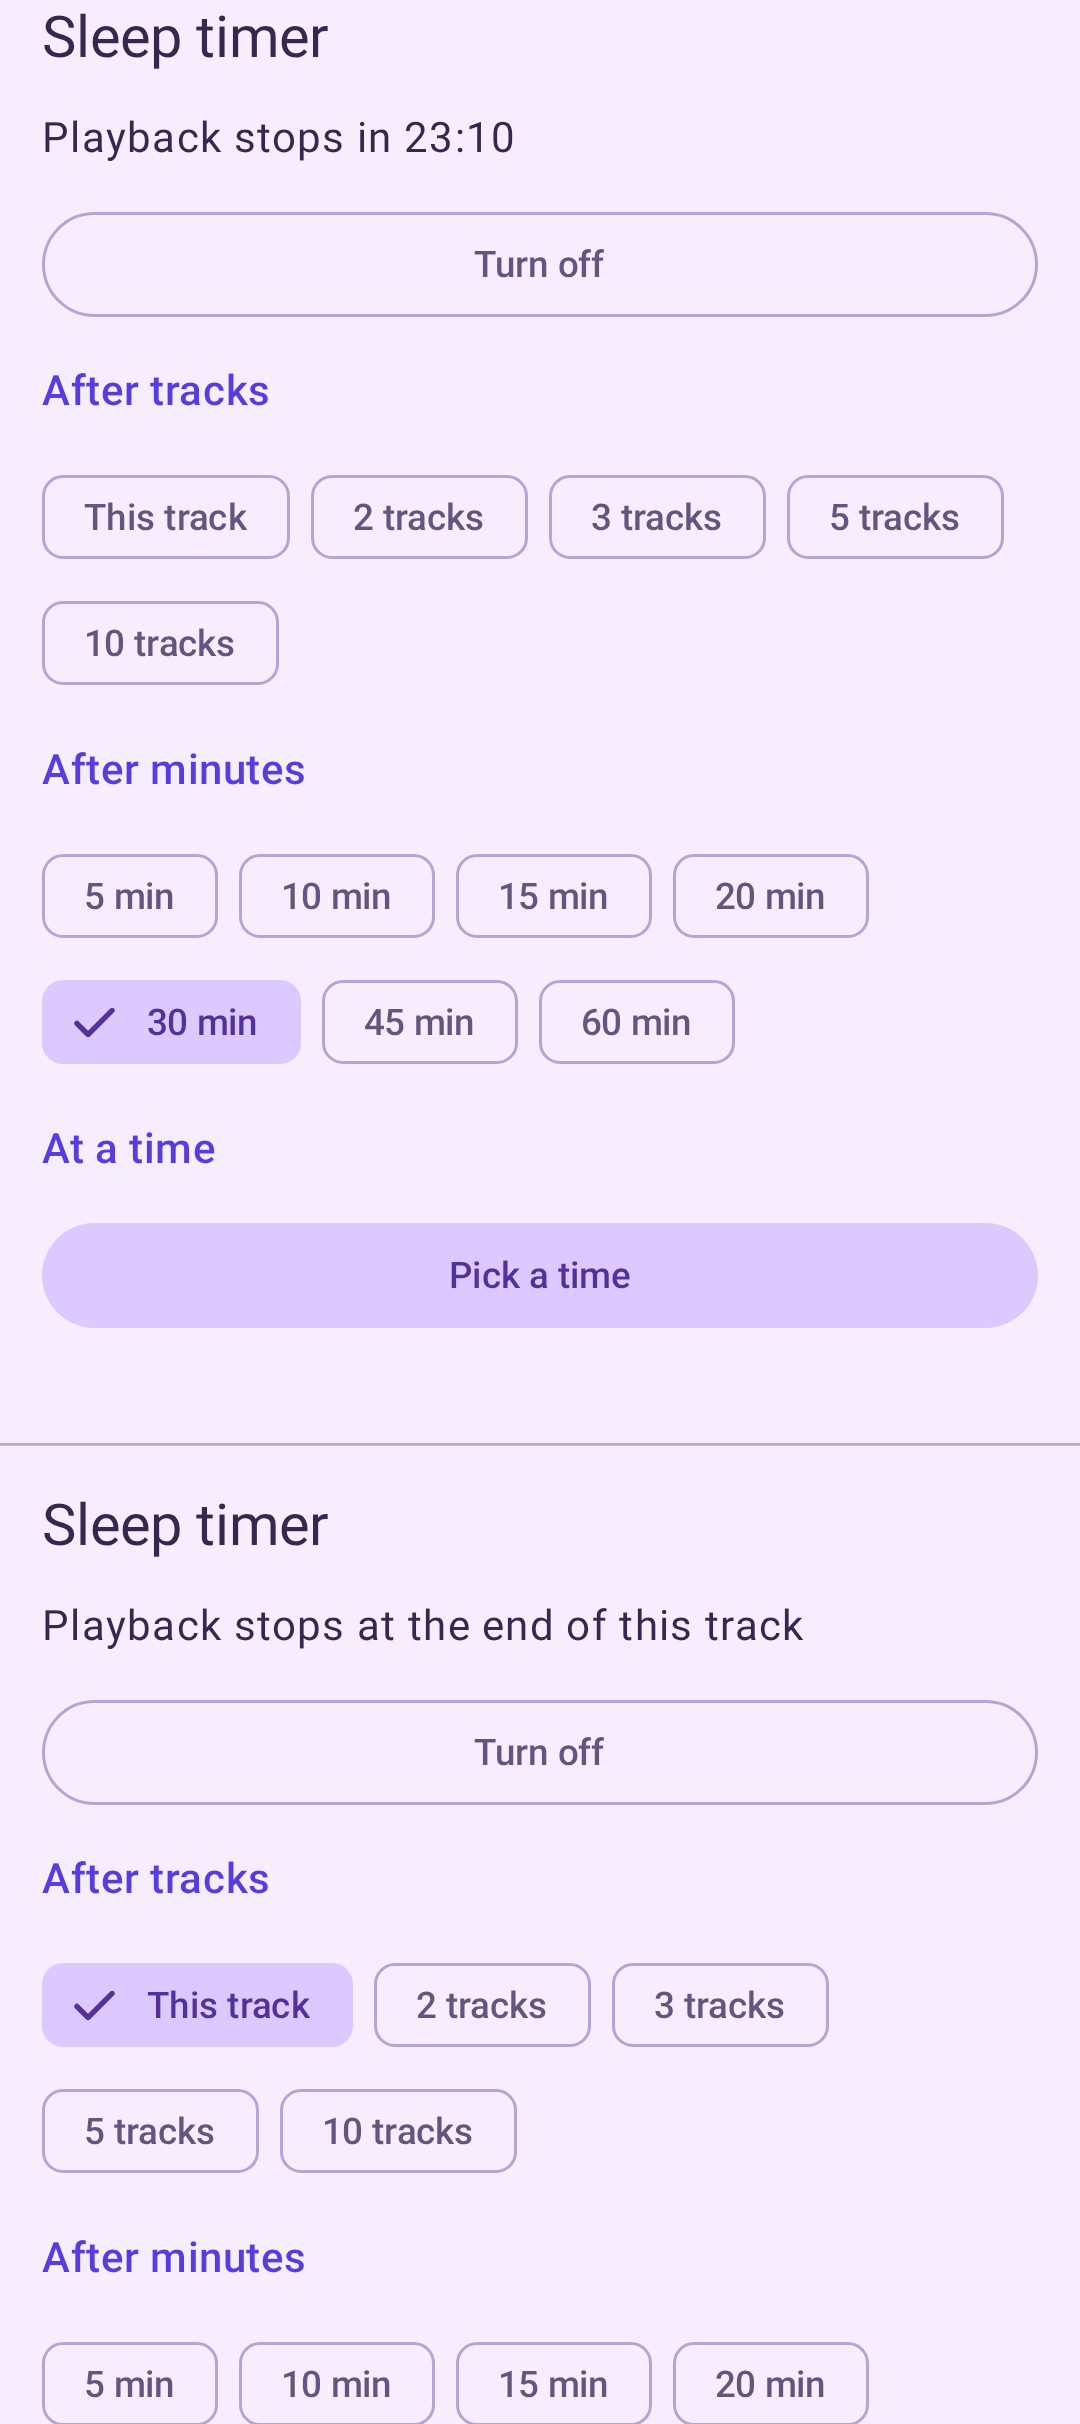 Sleep timer
Playback stops in 23:10
Turn off
After tracks
This track 2 tracks 3 tracks 5 tracks
10 tracks
After minutes
5 min 10 min 15 min 20 min
30 min 45 min 60 min
At a time
Pick a time
Sleep timer
Playback stops at the end of this track
Turn off
After tracks
This track 2 tracks 3 tracks
5 tracks 10 tracks
After minutes
5 min 10 min 15 min 20 min